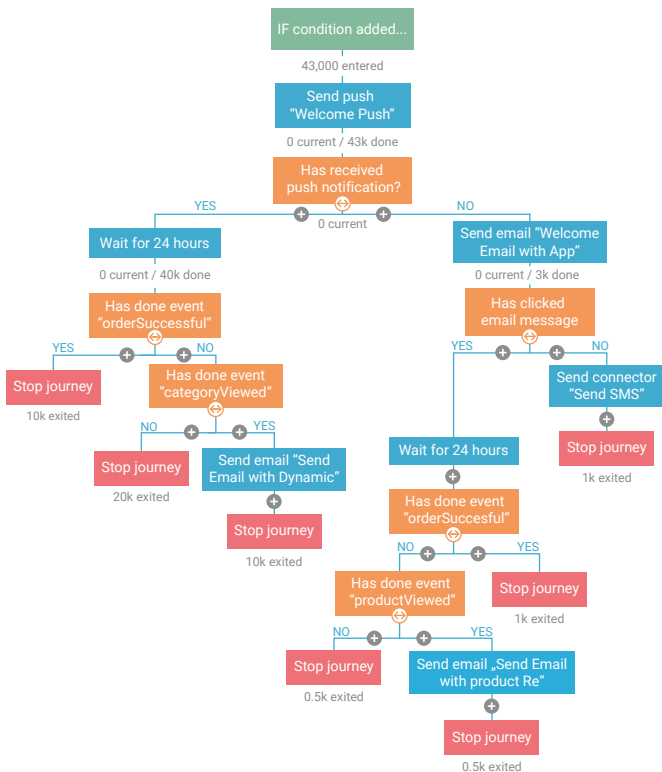 IF condition added...
43,000 entered
Send push
“Welcome Push“
0 current / 43k done
Has received
push notification?
YES
NO
0 current
Wait for 24 hours
Send email “Welcome
Email with App“
0 current / 40k done
0 current / 3k done
Has done event
“orderSuccessful“
Has clicked
email message
YES
NO
YES
NO
Stop journey
10k exited
Has done event
“categoryViewed“
Send connector
“Send SMS“
NO
YES
Stop journey
20k exited
Send email “Send
Email with Dynamic“
Wait for 24 hours
Stop journey
1k exited
Stop journey
10k exited
Has done event
“orderSuccesful“
NO
YES
Has done event
“productViewed“
Stop journey
1k exited
NO
YES
Stop journey
0.5k exited
Send email „Send Email
with product Re“
Stop journey
0.5k exited